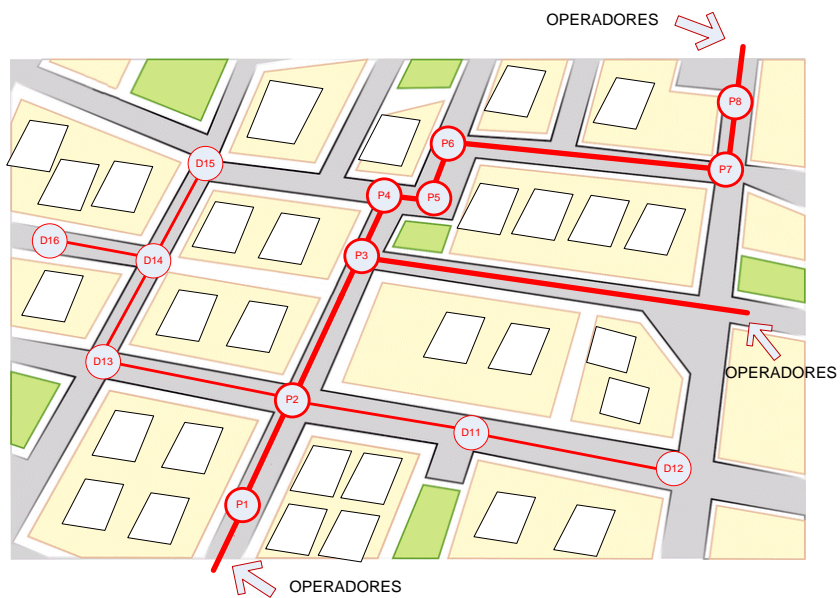 OPERADORES
P8
P6
D15
P7
P4
P5
D16
P3
D14
D13
OPERADORES
P2
D11
D12
P1
OPERADORES